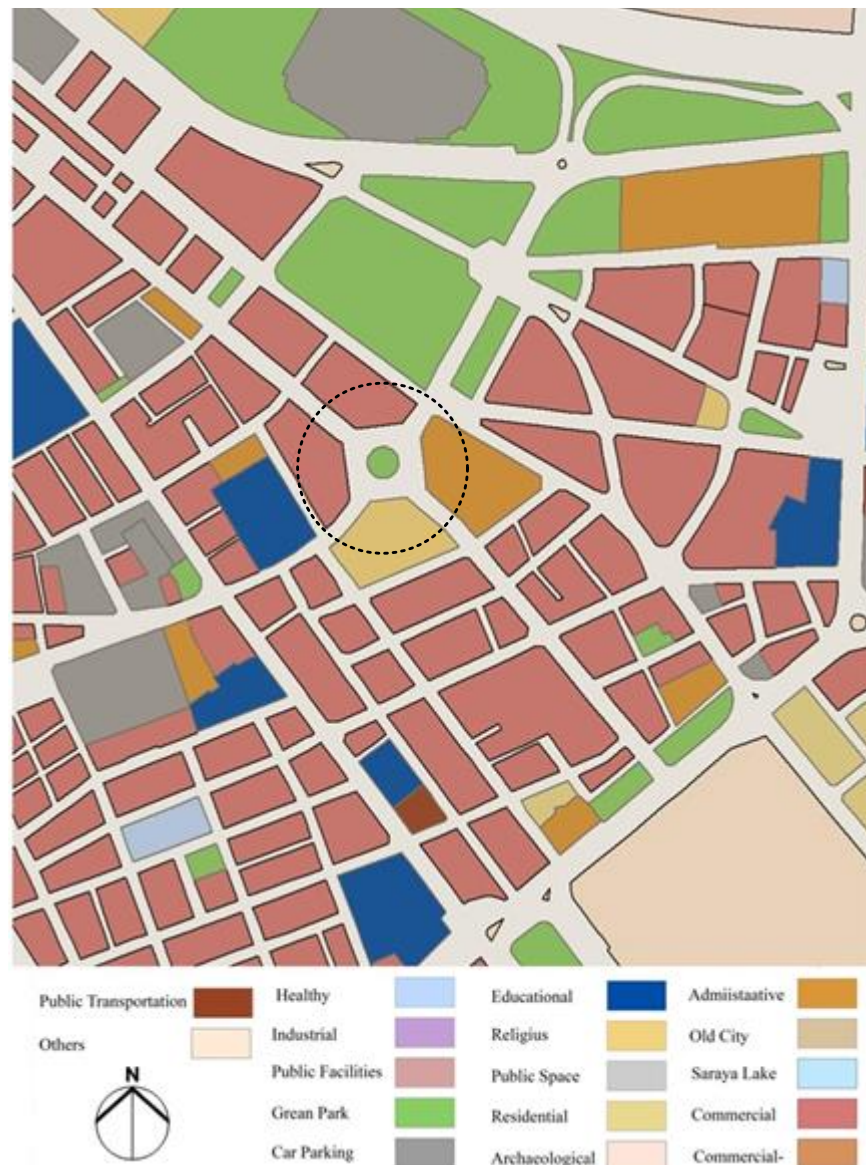 Public Transportation
Healthy
Educational
Admiistaative
Others
Industrial
Religius
Old City
Public Facilities
Public Space
Saraya Lake
N
Grean Park
Residential
Commercial
Car Parking
Archaeological
Commercial-